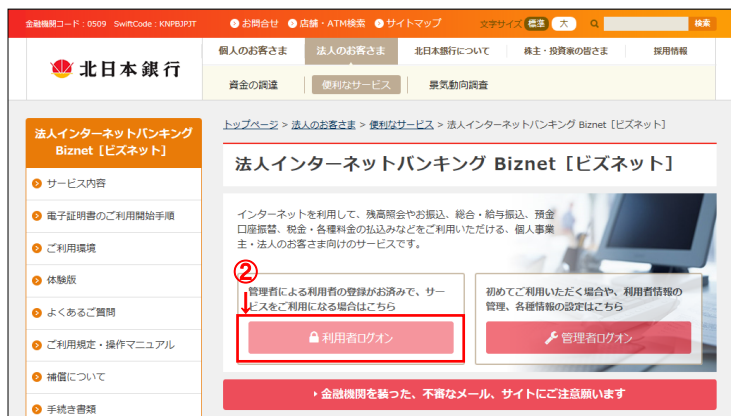 金融機関コード：0509 SwiftCode：KNPBJPJT
お問合せ 店舗・ATM検索 サイトマップ 文字サイズ 標準 大 検索
北日本銀行
個人のお客さま 法人のお客さま 北日本銀行について 株主・投資家の皆さま 採用情報
資金の調達 便利なサービス 景気動向調査
法人インターネットバンキング
Biznet［ビズネット］
サービス内容
電子証明書のご利用開始手順
ご利用環境
体験版
よくあるご質問
ご利用規定・操作マニュアル
補償について
手続き書類
トップページ > 法人のお客さま > 便利なサービス > 法人インターネットバンキング Biznet［ビズネット］
法人インターネットバンキング Biznet［ビズネット］
インターネットを利用して、残高照会やお振込、総合・給与振込、預金
口座振替、税金・各種料金の払込みなどをご利用いただける、個人事業
主・法人のお客さま向けのサービスです。
②
管理者による利用者の登録がお済みで、サー
ビスをご利用になる場合はこちら
利用者ログオン
初めてご利用いただく場合や、利用者情報の
管理、各種情報の設定はこちら
管理者ログオン
金融機関を装った、不審なメール、サイトにご注意願います